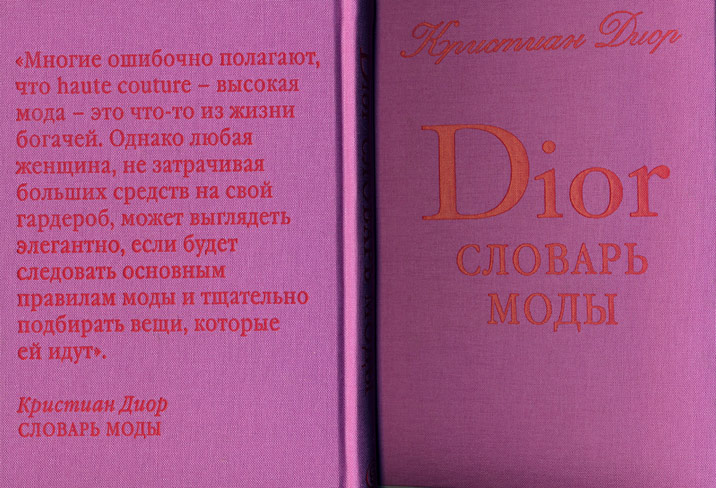 «Многие ошибочно полагают,
что haute couture – высокая
мода – это что-то из жизни
богачей. Однако любая
женщина, не затрачивая
больших средств на свой
гардероб, может выглядеть
элегантно, если будет
следовать основным
правилам моды и тщательно
подбирать вещи, которые
ей идут».
Кристиан Диор
СЛОВАРЬ МОДЫ
Кристиан Диор
Dior
СЛОВАРЬ
МОДЫ